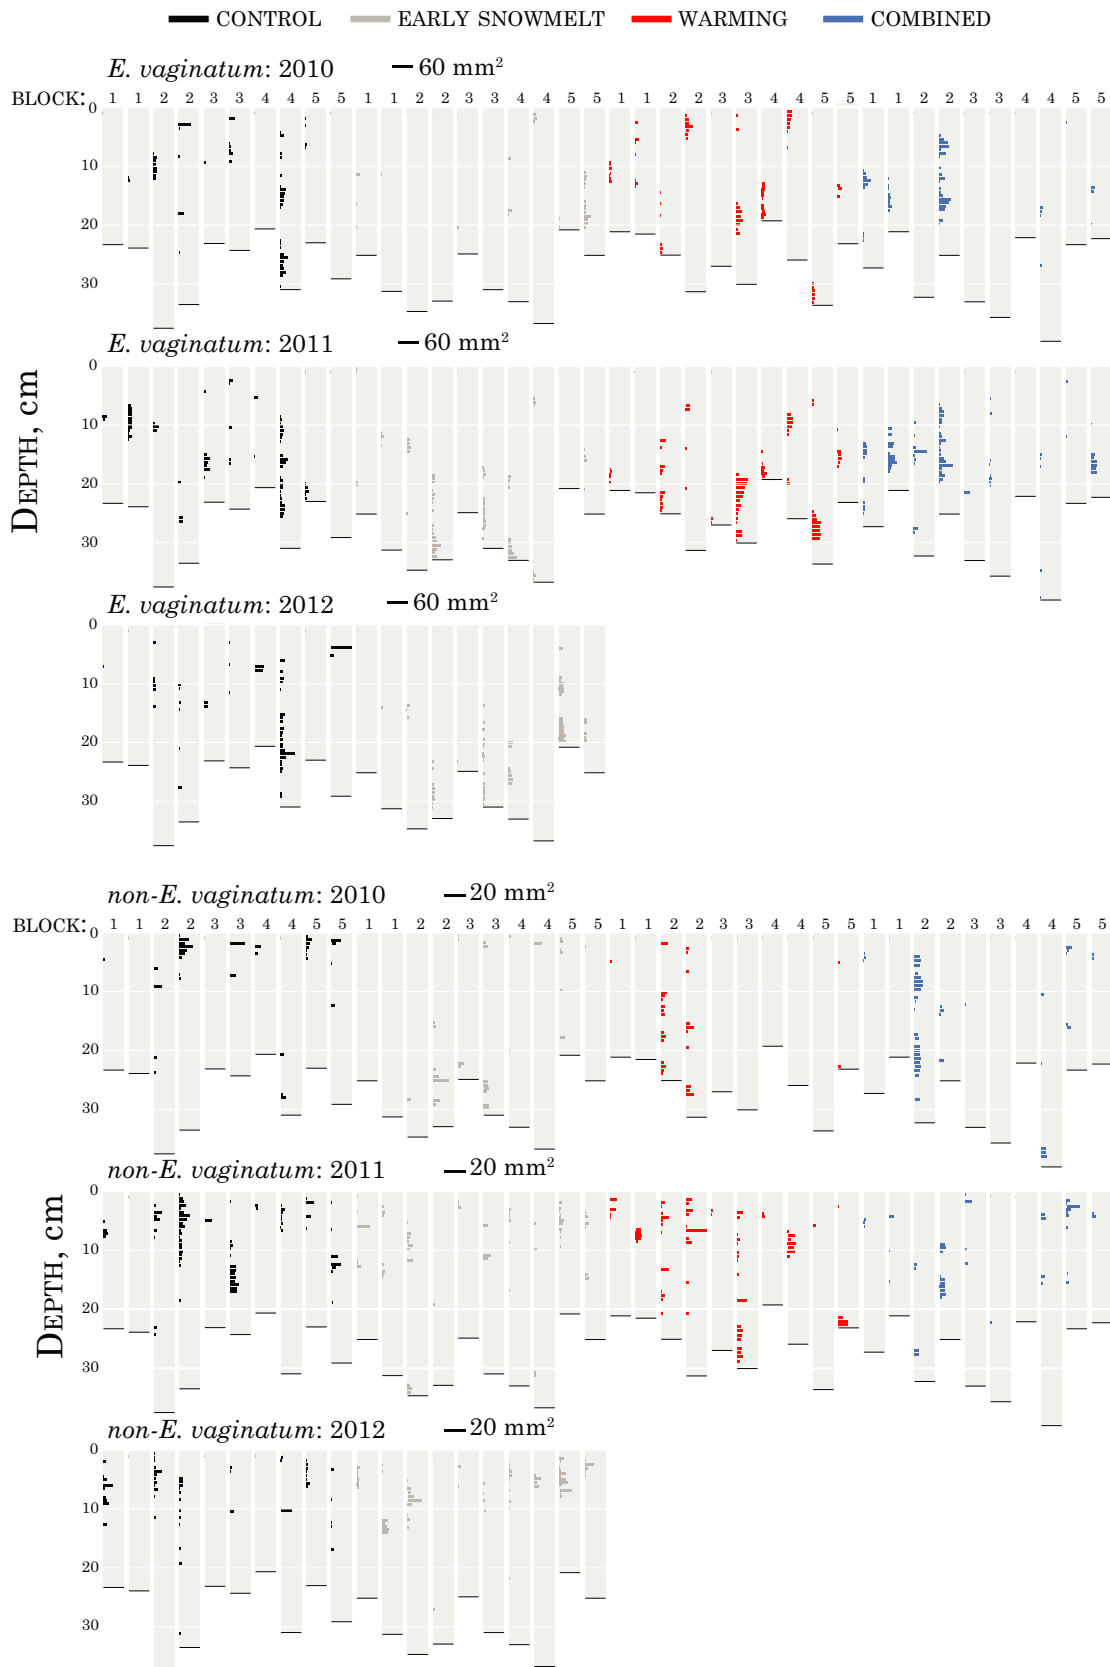 CONTROL EARLY SNOWMELT WARMING COMBINED
E. vaginatum: 2010 60 mm²
BLOCK: 1 1 2 2 3 3 4 4 5 5 1 1 2 2 3 3 4 4 5 5 1 1 2 2 3 3 4 4 5 5 1 1 2 2 3 3 4 4 5 5
0
10
20
30
E. vaginatum: 2011 60 mm²
0
10
20
30
DEPTH, cm
E. vaginatum: 2012 60 mm²
0
10
20
30
non-E. vaginatum: 2010 20 mm²
BLOCK: 1 1 2 2 3 3 4 4 5 5 1 1 2 2 3 3 4 4 5 5 1 1 2 2 3 3 4 4 5 5 1 1 2 2 3 3 4 4 5 5
0
10
20
30
non-E. vaginatum: 2011 20 mm²
0
10
20
30
DEPTH, cm
non-E. vaginatum: 2012 20 mm²
0
10
20
30